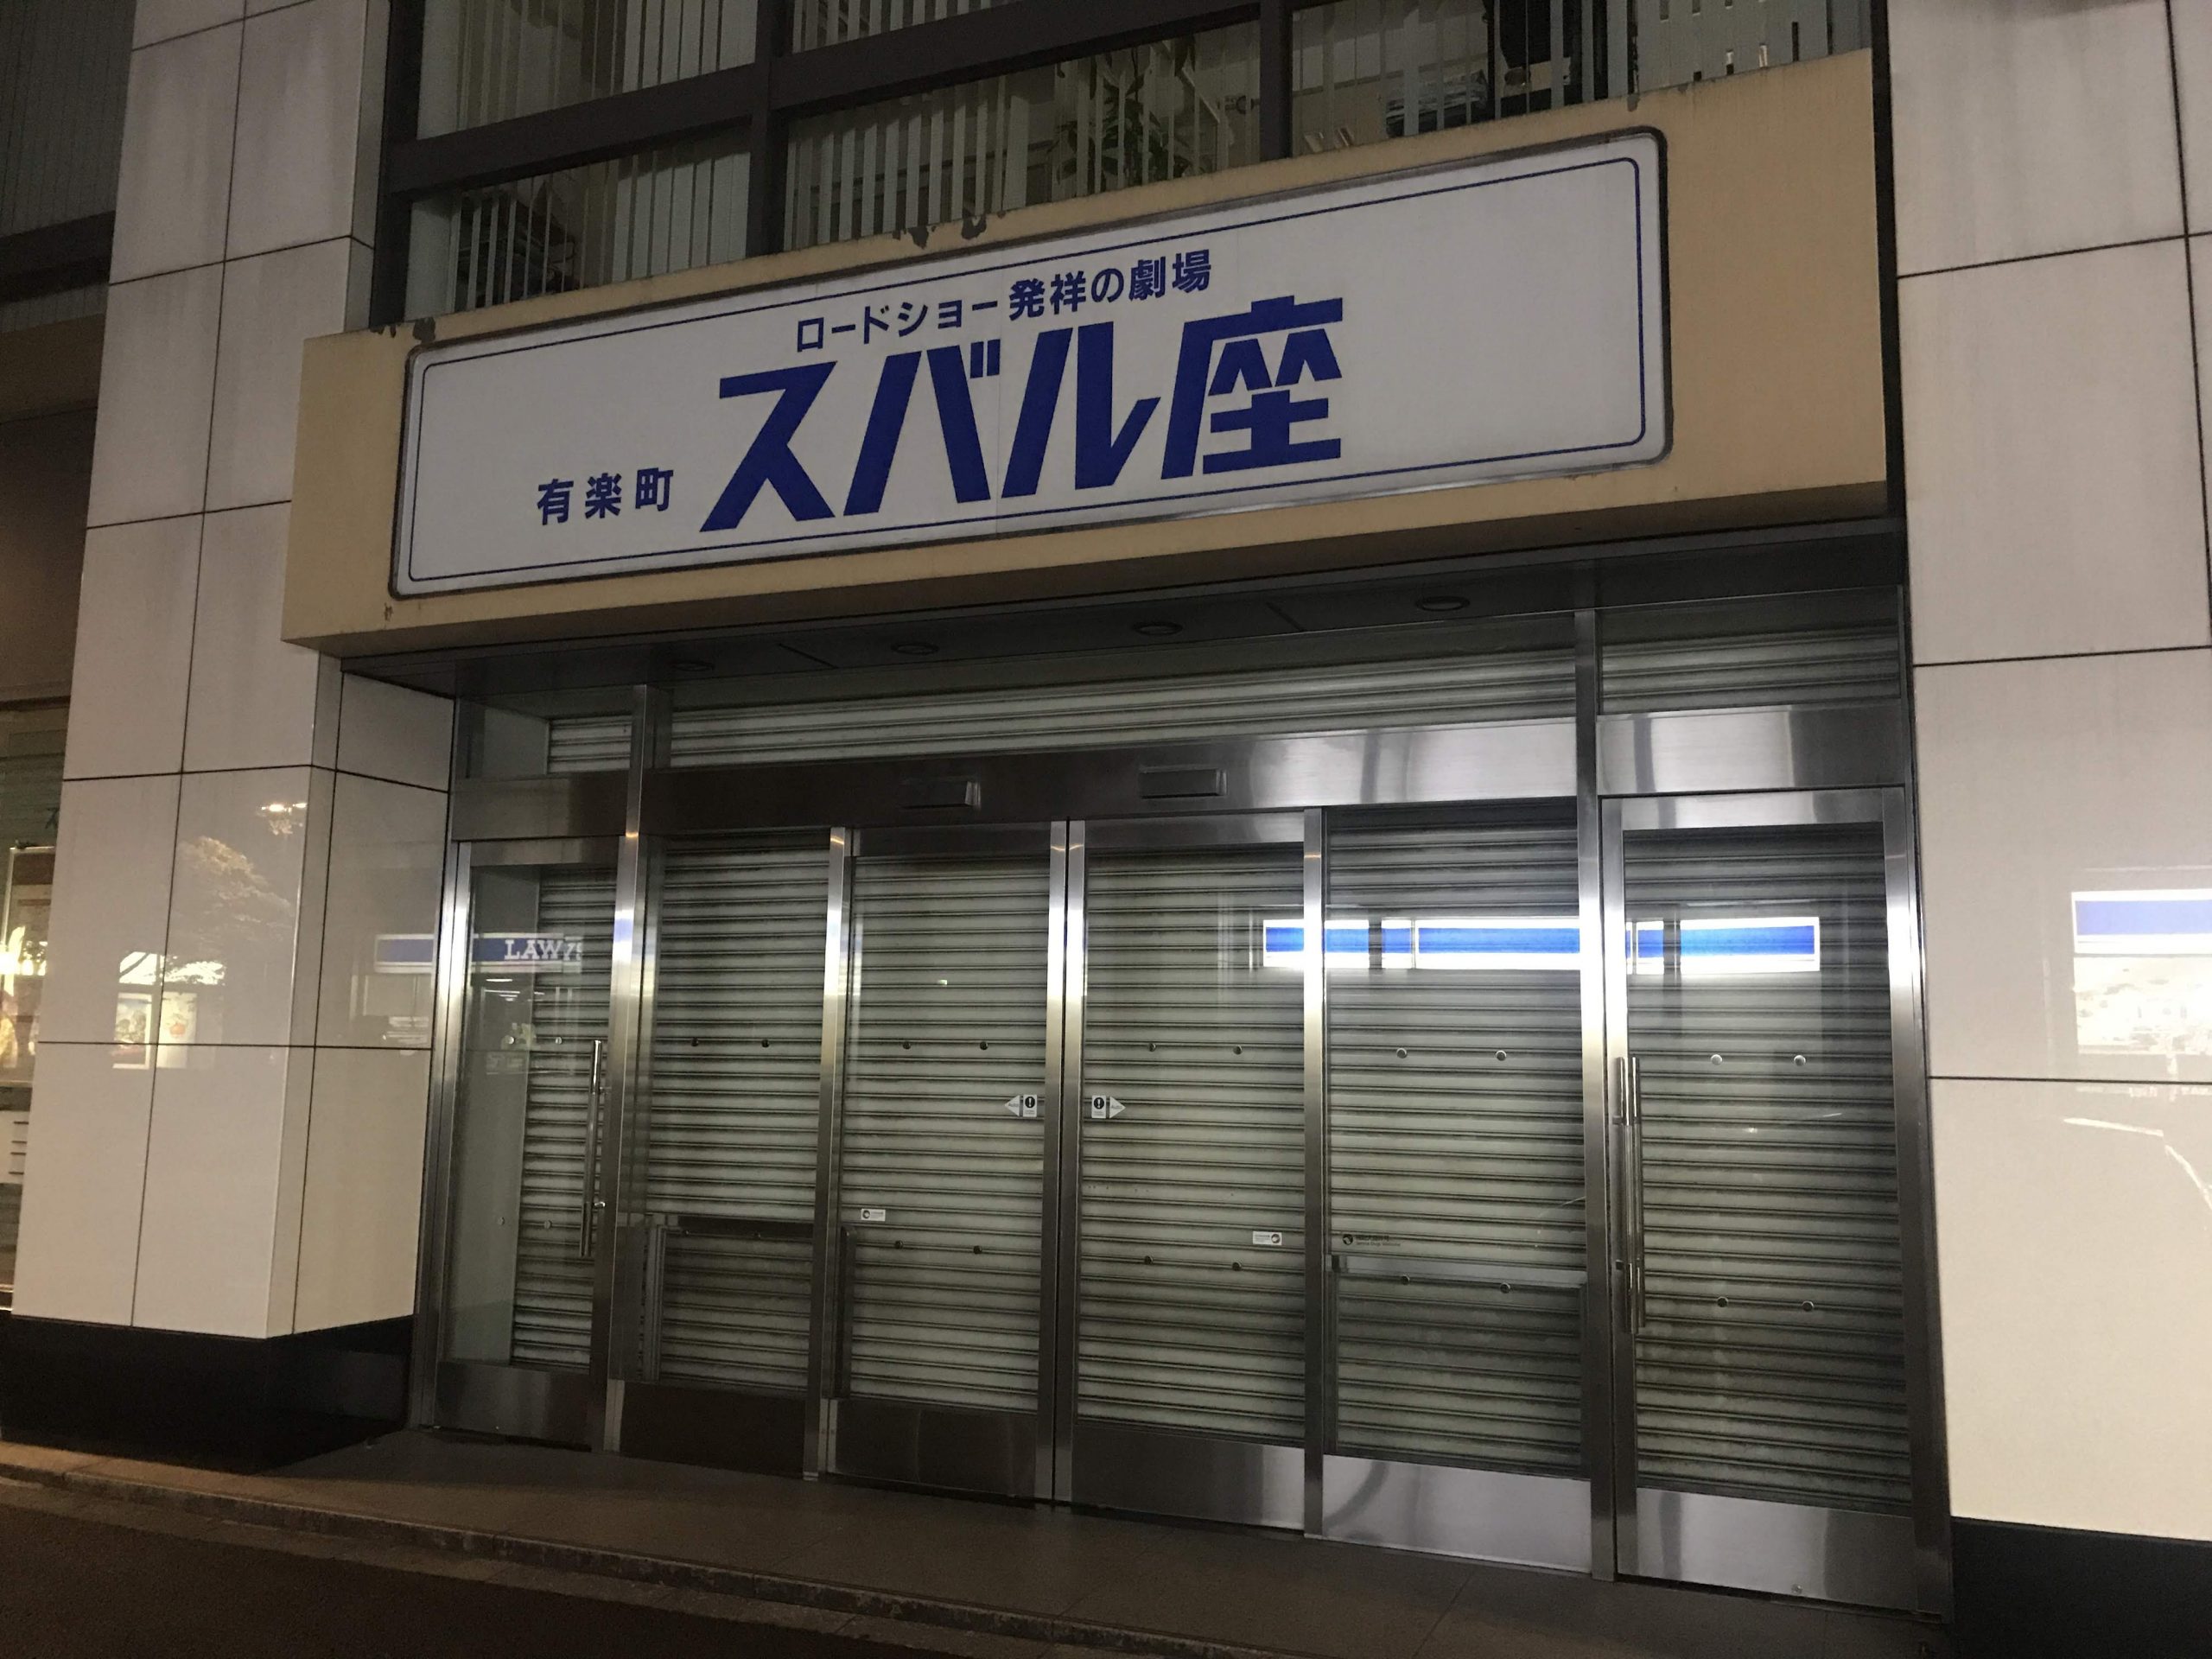 ロードショー発祥の劇場
有楽町 スバル座